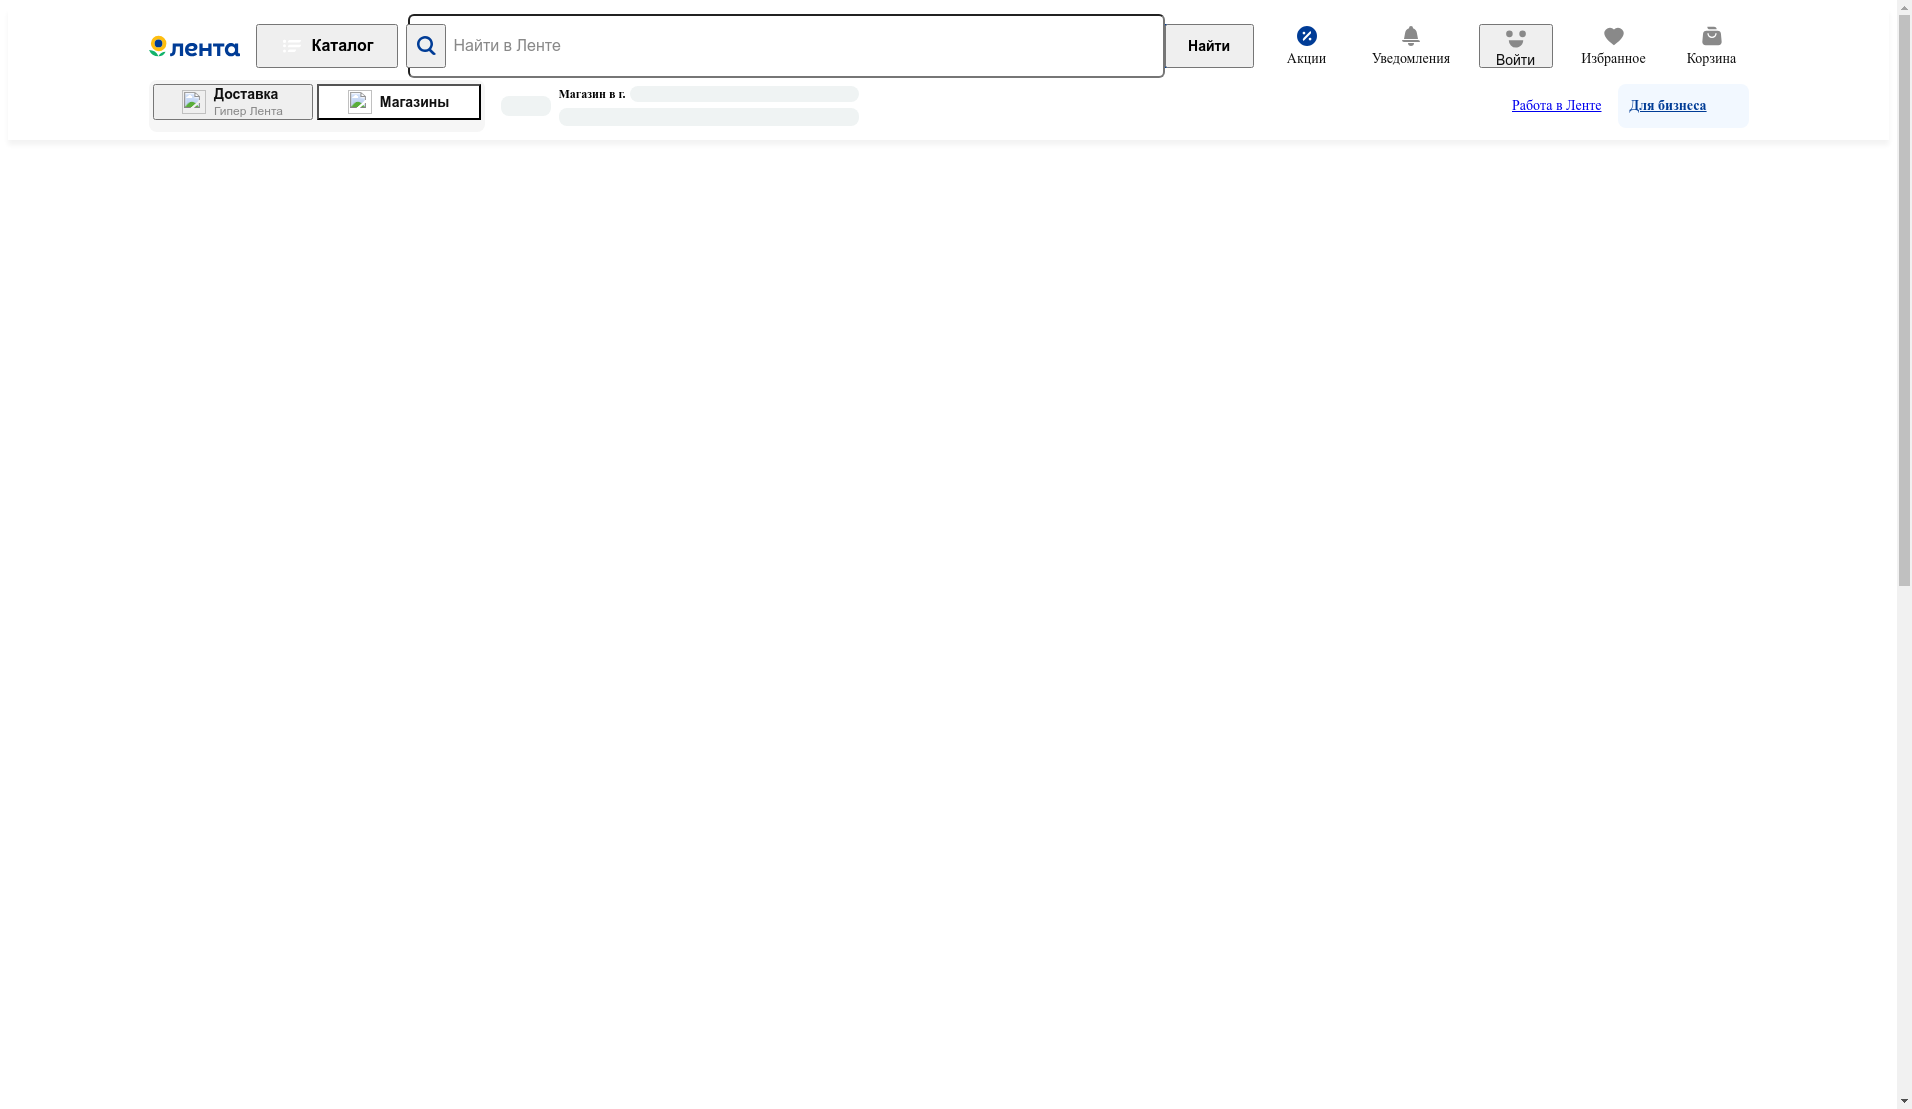 лента
Каталог
Найти в Ленте
Найти
Акции
Уведомления
Войти
Избранное
Корзина
Доставка
Гипер Лента
Магазины
Магазин в г.
Работа в Ленте
Для бизнеса